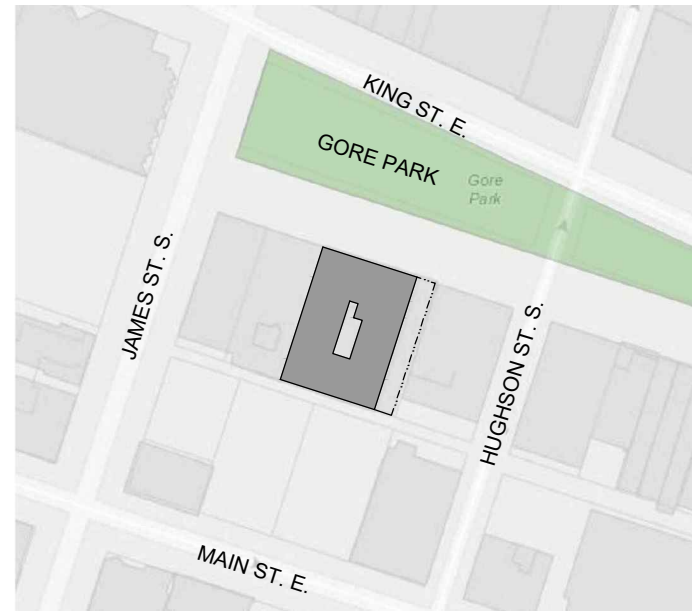 KING ST. E.
GORE PARK
Gore
Park
JAMES ST. S.
HUGHSON ST. S.
MAIN ST. E.